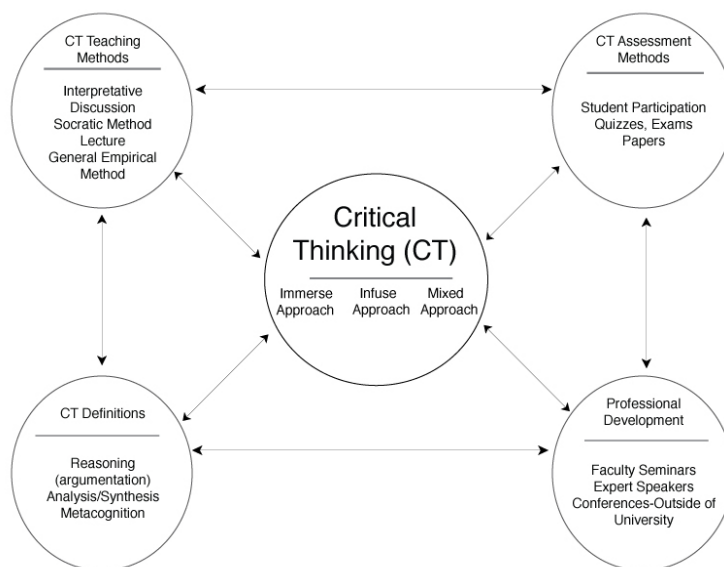 CT Teaching
Methods
Interpretative
Discussion
Socratic Method
Lecture
General Empirical
Method
CT Assessment
Methods
Student Participation
Quizzes, Exams
Papers
Critical
Thinking (CT)
Immerse Approach
Infuse Approach
Mixed Approach
CT Definitions
Reasoning
(argumentation)
Analysis/Synthesis
Metacognition
Professional
Development
Faculty Seminars
Expert Speakers
Conferences-Outside of
University